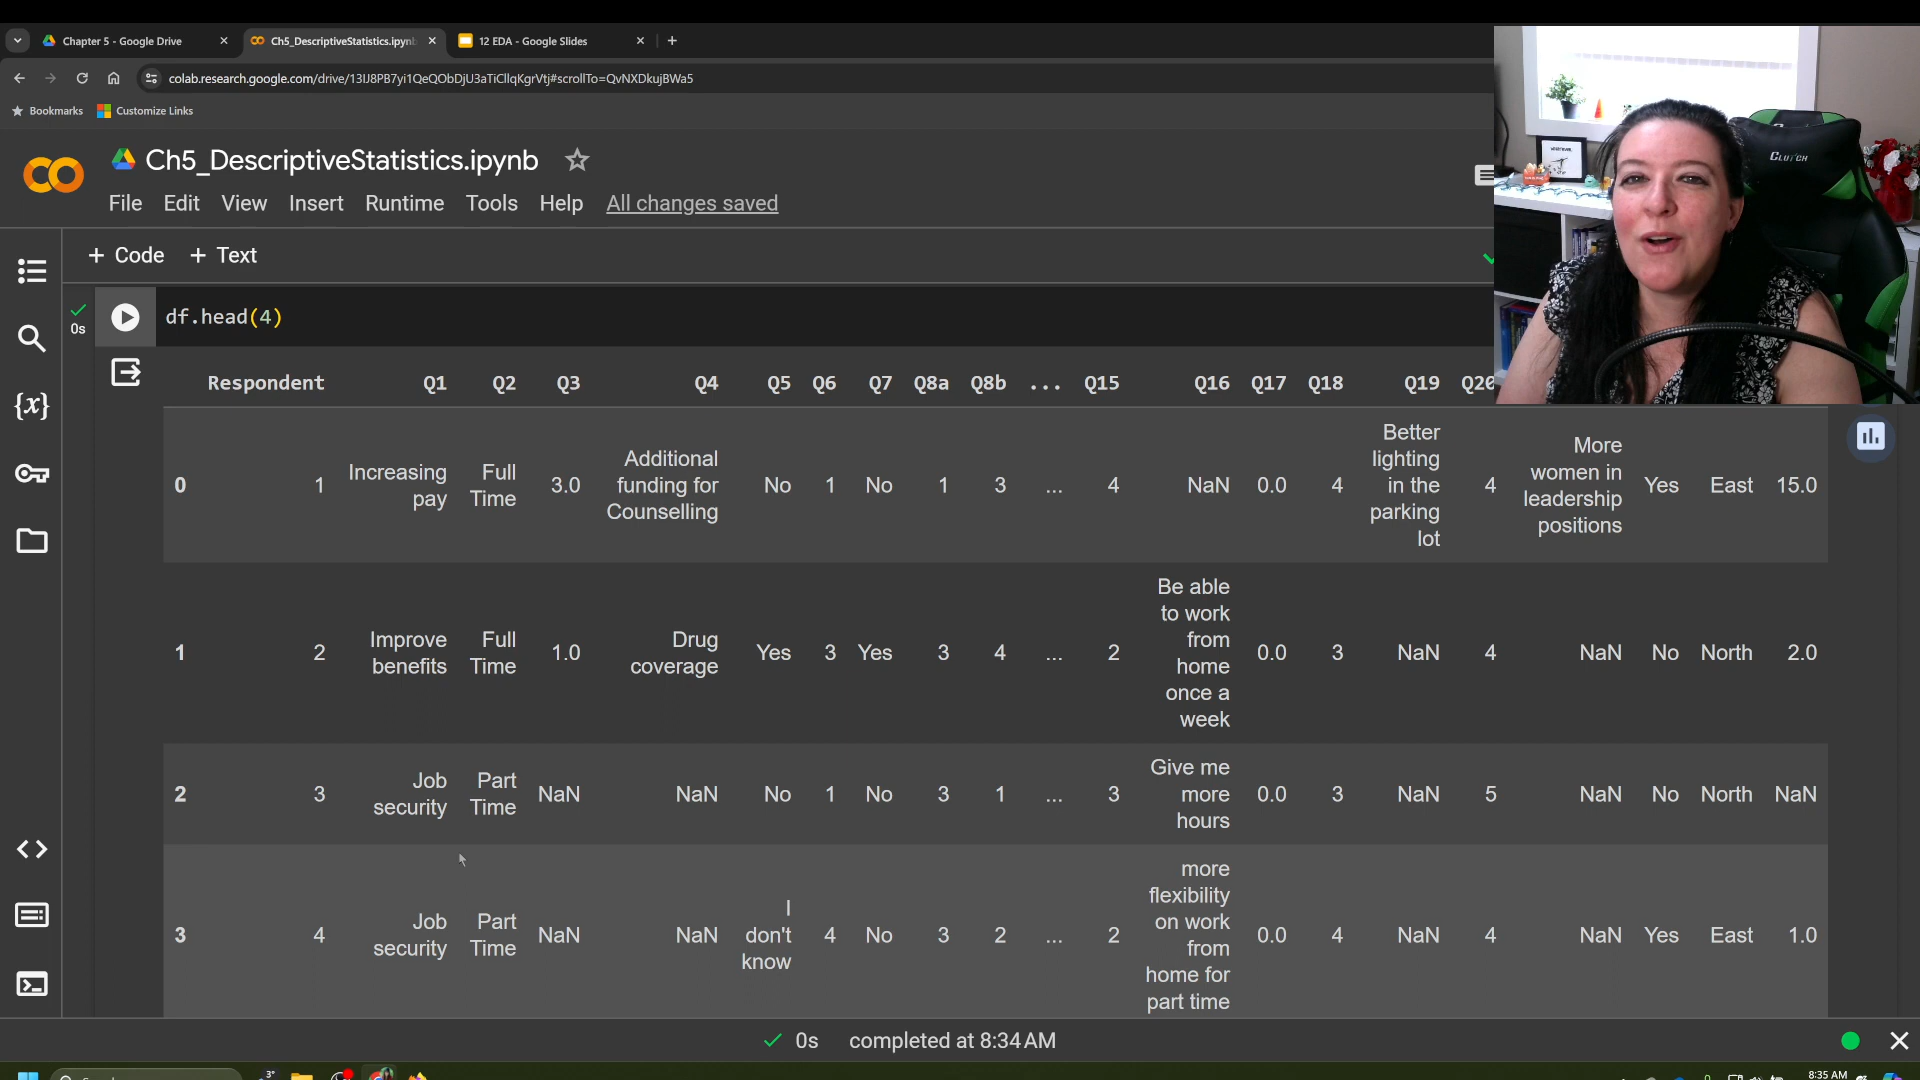 Chapter 5 - Google Drive
Ch5_DescriptiveStatistics.ipynb
12 EDA - Google Slides
colab.research.google.com/drive/13IJ8PB7yi1QeQObDjU3aTiCllqKgrVtj#scrollTo=QvNXDkujBWa5
Bookmarks Customize Links
Ch5_DescriptiveStatistics.ipynb
File Edit View Insert Runtime Tools Help All changes saved
+ Code + Text
0s
df.head(4)
Respondent Q1 Q2 Q3 Q4 Q5 Q6 Q7 Q8a Q8b ... Q15 Q16 Q17 Q18 Q19 Q20
0 1 Increasing pay Full Time 3.0 Additional funding for Counselling No 1 No 1 3 ... 4 NaN 0.0 4 Better lighting in the parking lot 4 More women in leadership positions Yes East 15.0
1 2 Improve benefits Full Time 1.0 Drug coverage Yes 3 Yes 3 4 ... 2 Be able to work from home once a week 0.0 3 NaN 4 NaN No North 2.0
2 3 Job security Part Time NaN NaN No 1 No 3 1 ... 3 Give me more hours 0.0 3 NaN 5 NaN No North NaN
3 4 Job security Part Time NaN NaN I don't know 4 No 3 2 ... 2 more flexibility on work from home for part time 0.0 4 NaN 4 NaN Yes East 1.0
0s completed at 8:34 AM
3°
8:35 AM
CLUTCH